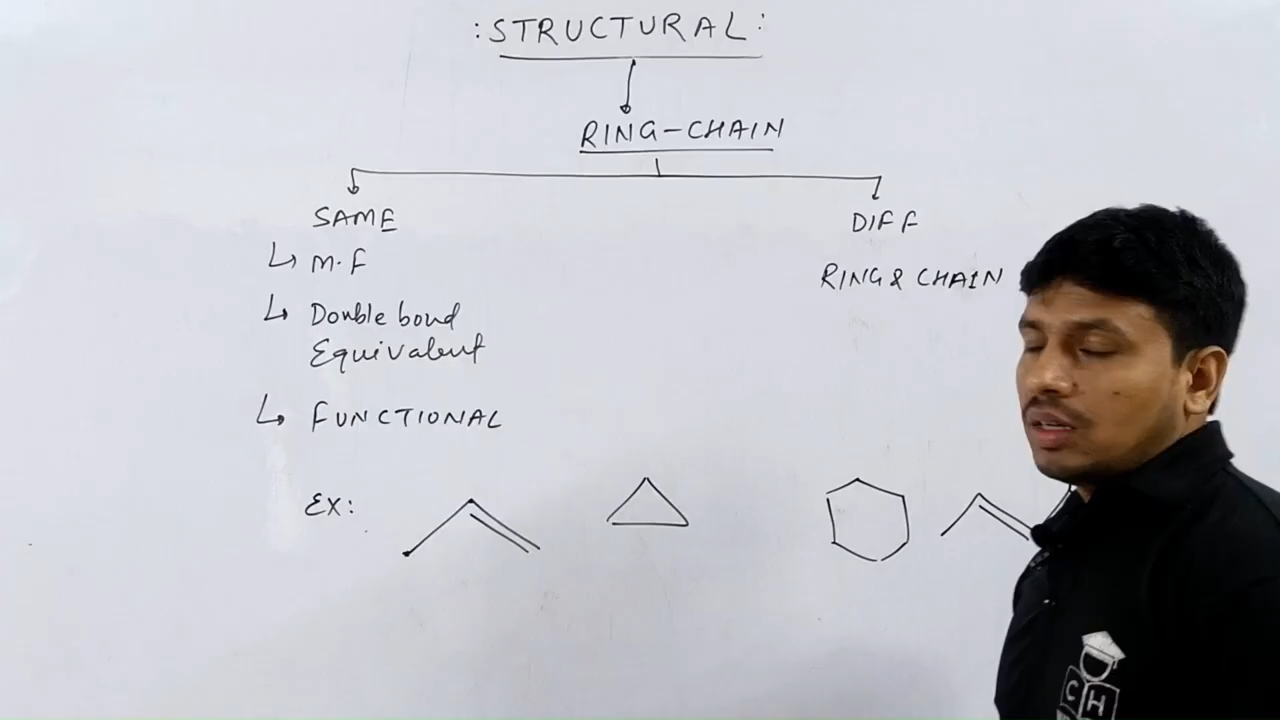 :STRUCTURAL:
RING-CHAIN
SAME
DIFF
↳ M.F
RING & CHAIN
↳ Double bond
Equivalent
↳ FUNCTIONAL
EX:
C H